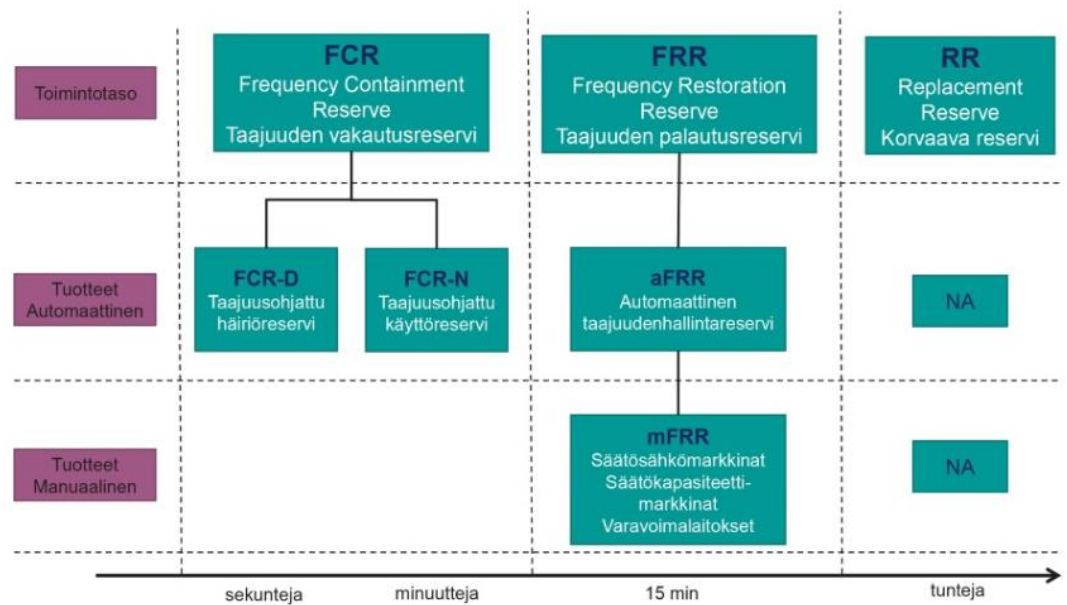 Toimintotaso
FCR
Frequency Containment
Reserve
Taajuuden vakautusreservi
FRR
Frequency Restoration
Reserve
Taajuuden palautusreservi
RR
Replacement
Reserve
Korvaava reservi
Tuotteet
Automaattinen
FCR-D
Taajuusohjattu
häiriöreservi
FCR-N
Taajuusohjattu
käyttöreservi
aFRR
Automaattinen
taajuudenhallintareservi
NA
Tuotteet
Manuaalinen
mFRR
Säätösähkömarkkinat
Säätökapasiteetti-
markkinat
Varavoimalaitokset
NA
sekunteja
minuutteja
15 min
tunteja